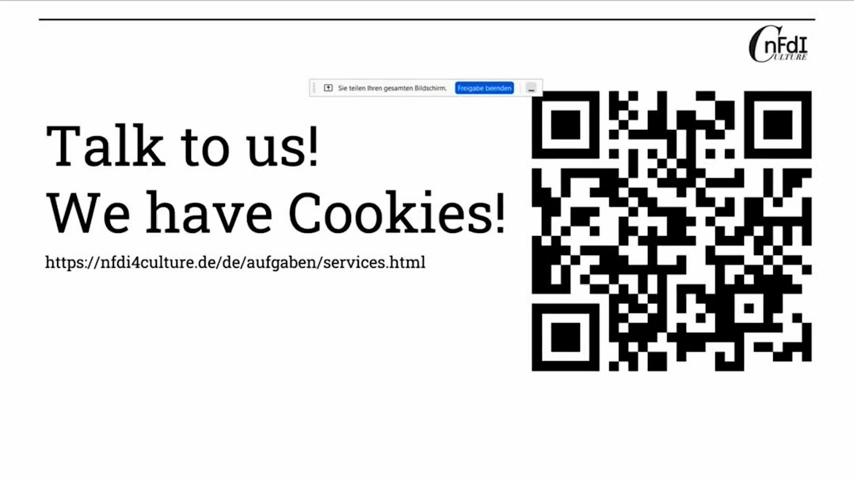 nFdI
CULTURE
Sie teilen Ihren gesamten Bildschirm. Freigabe beenden
Talk to us!
We have Cookies!
https://nfdi4culture.de/de/aufgaben/services.html